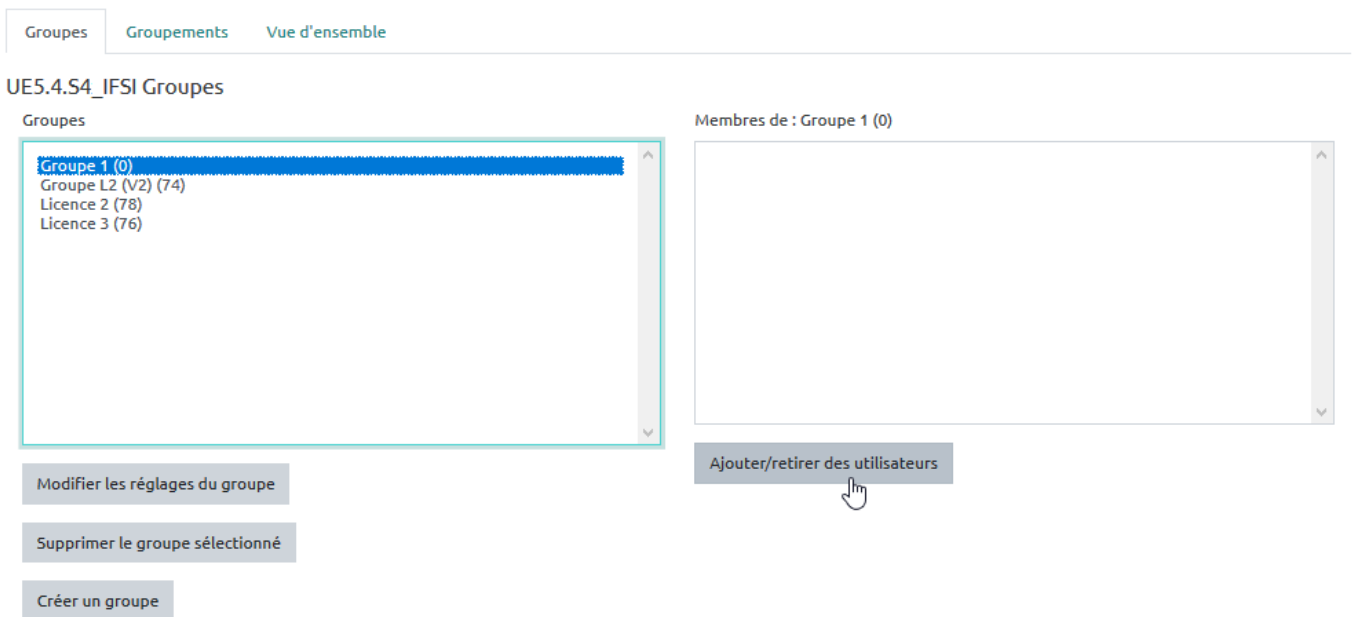 Groupes Groupements Vue d'ensemble
UE5.4.S4_IFSI Groupes
Groupes
Groupe 1 (0)
Groupe L2 (V2) (74)
Licence 2 (78)
Licence 3 (76)
Modifier les réglages du groupe
Supprimer le groupe sélectionné
Créer un groupe
Membres de : Groupe 1 (0)
Ajouter/retirer des utilisateurs